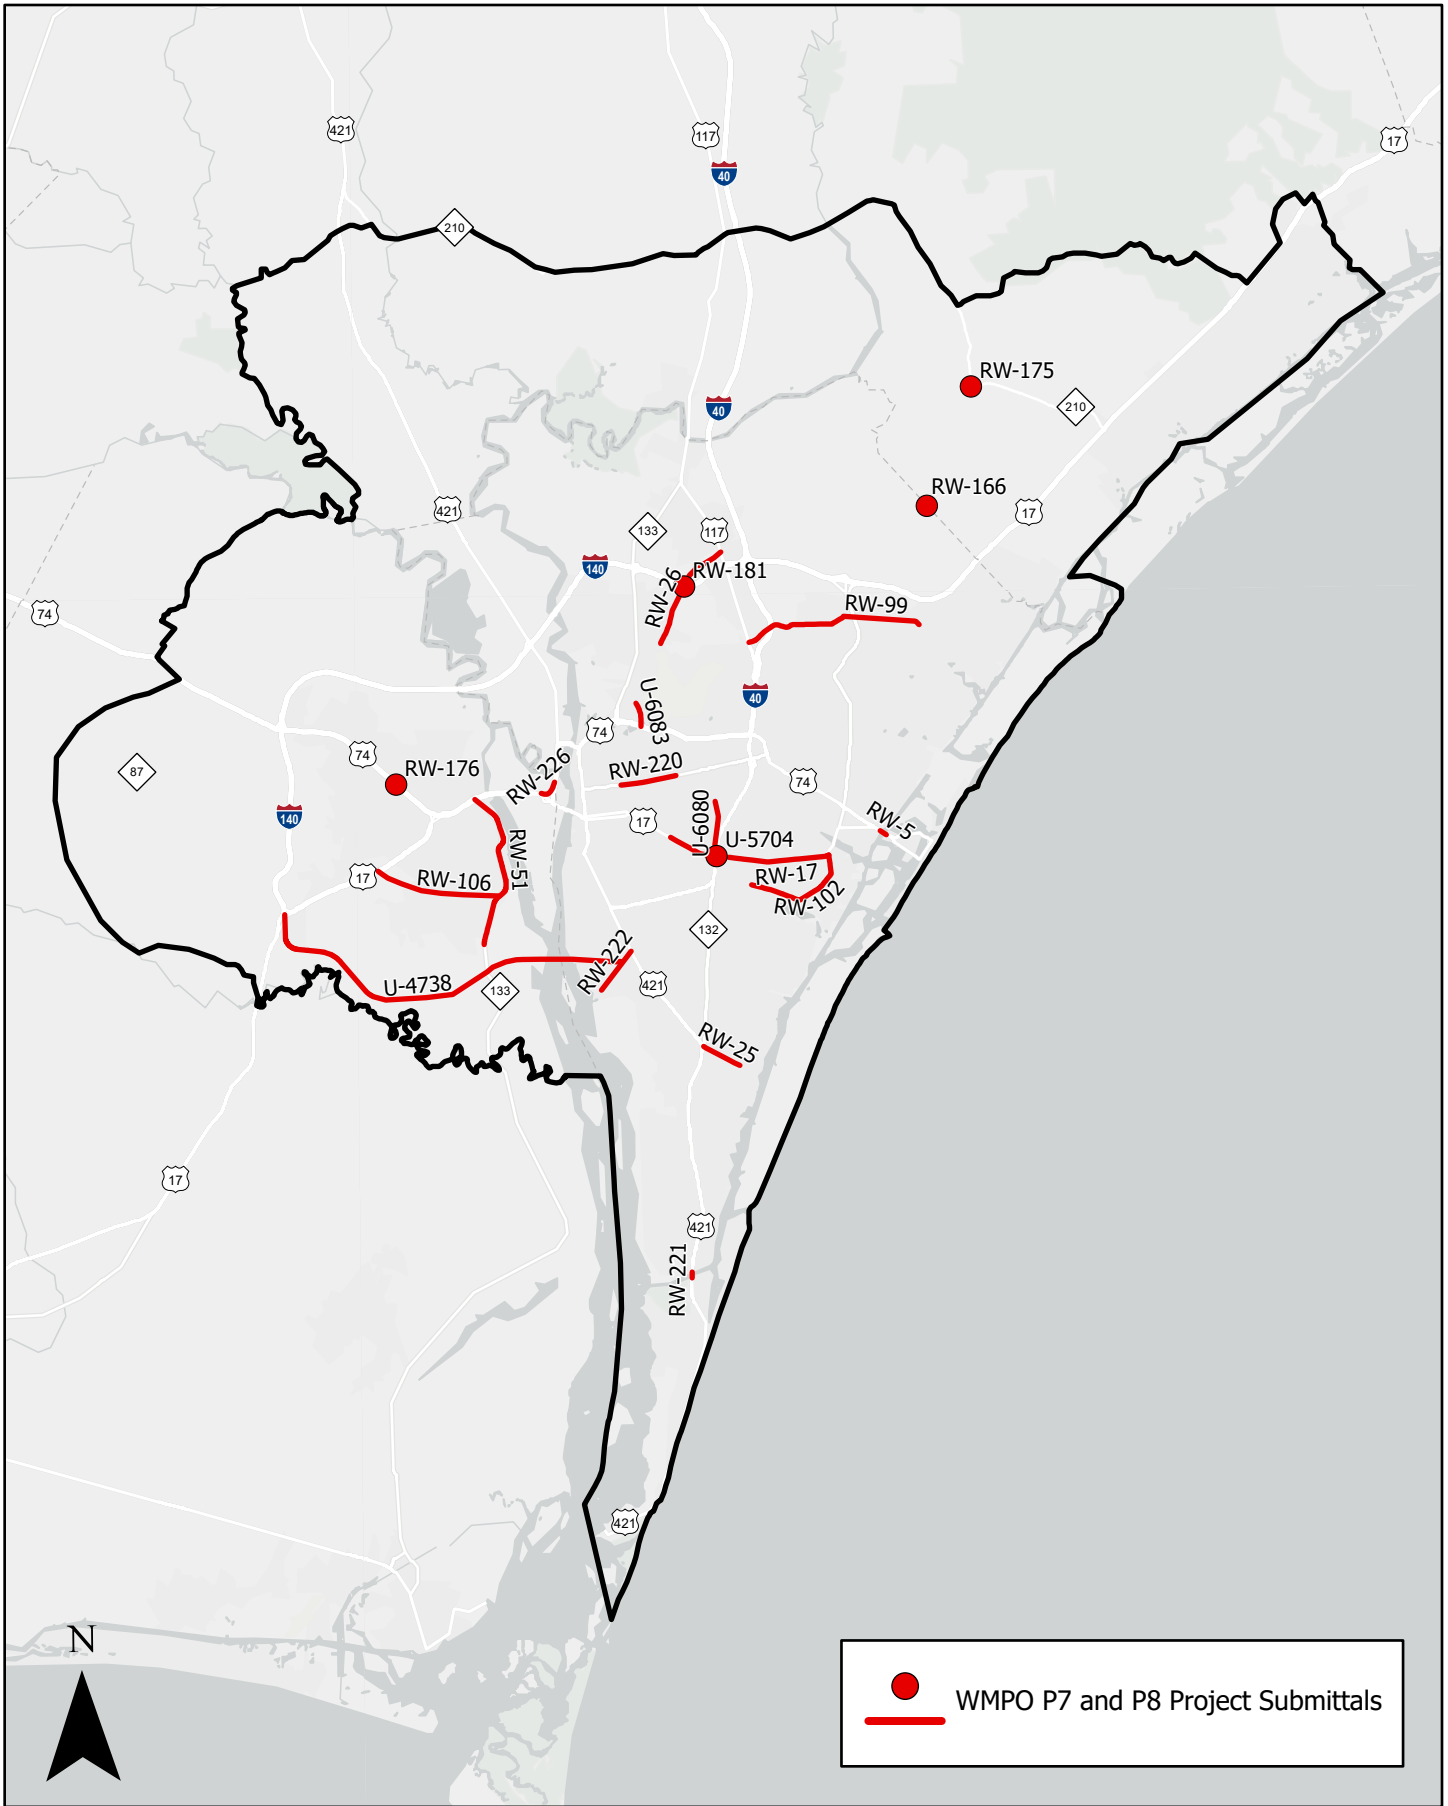 421
117
17
40
210
RW-175
40
210
RW-166
421
17
133
117
140
RW-181
RW-26
74
RW-99
40
U-6083
74
74
RW-226
RW-220
87
RW-176
74
140
17
U-6080
RW-5
U-5704
RW-51
17
RW-106
RW-17
RW-102
132
RW-222
U-4738
133
421
RW-25
17
421
RW-221
421
N
WMPO P7 and P8 Project Submittals